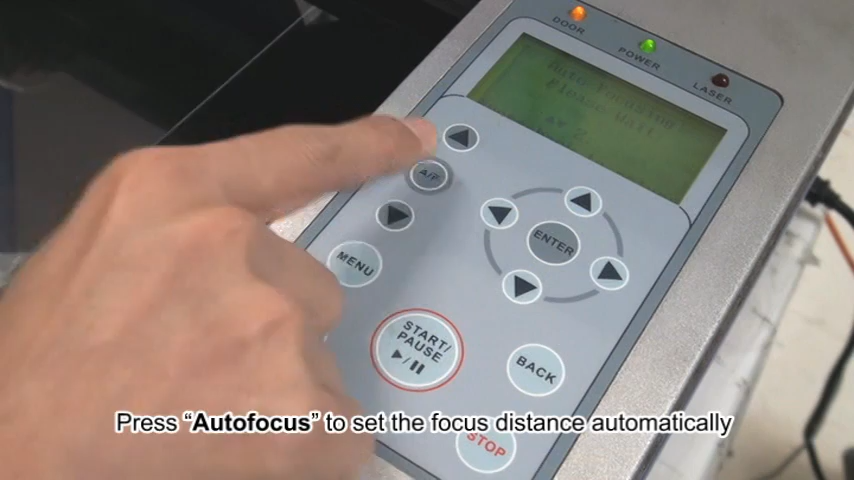 DOOR
POWER
LASER
Auto Focusing
Please Wait
A/F
ENTER
MENU
START/
PAUSE
BACK
STOP
Press “Autofocus” to set the focus distance automatically